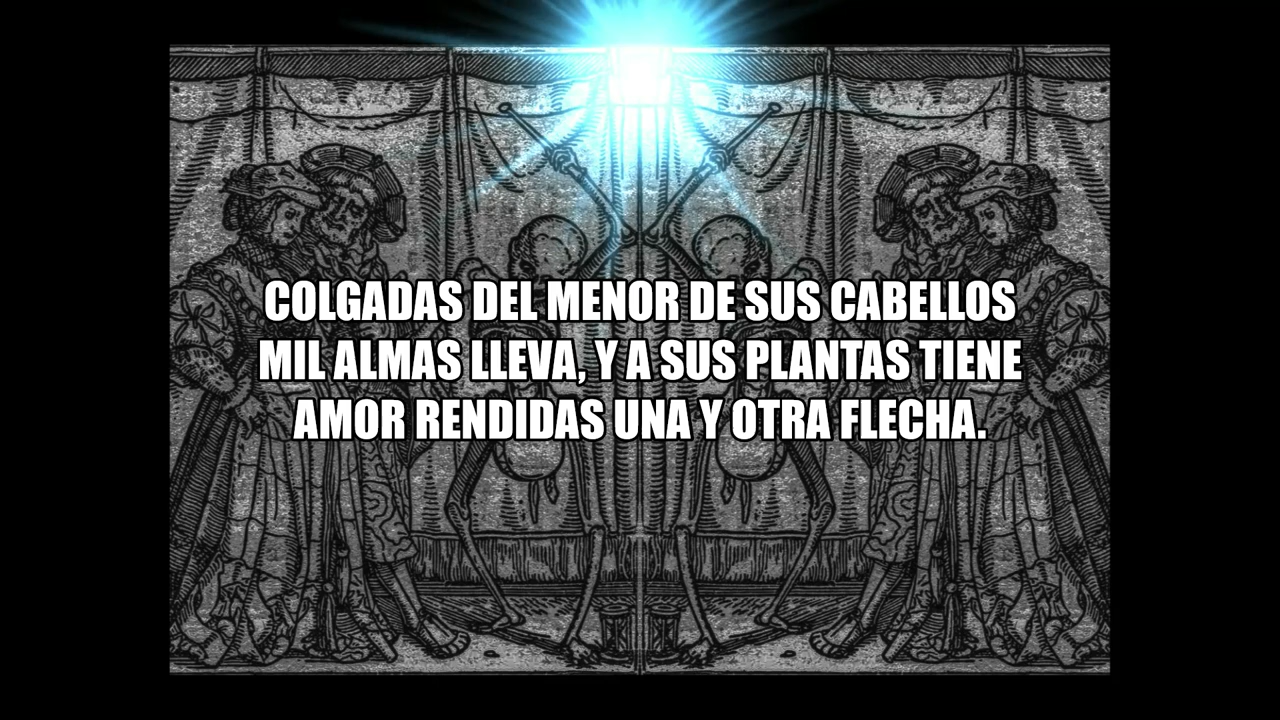 COLGADAS DEL MENOR DE SUS CABELLOS
MIL ALMAS LLEVA, Y A SUS PLANTAS TIENE
AMOR RENDIDAS UNA Y OTRA FLECHA.